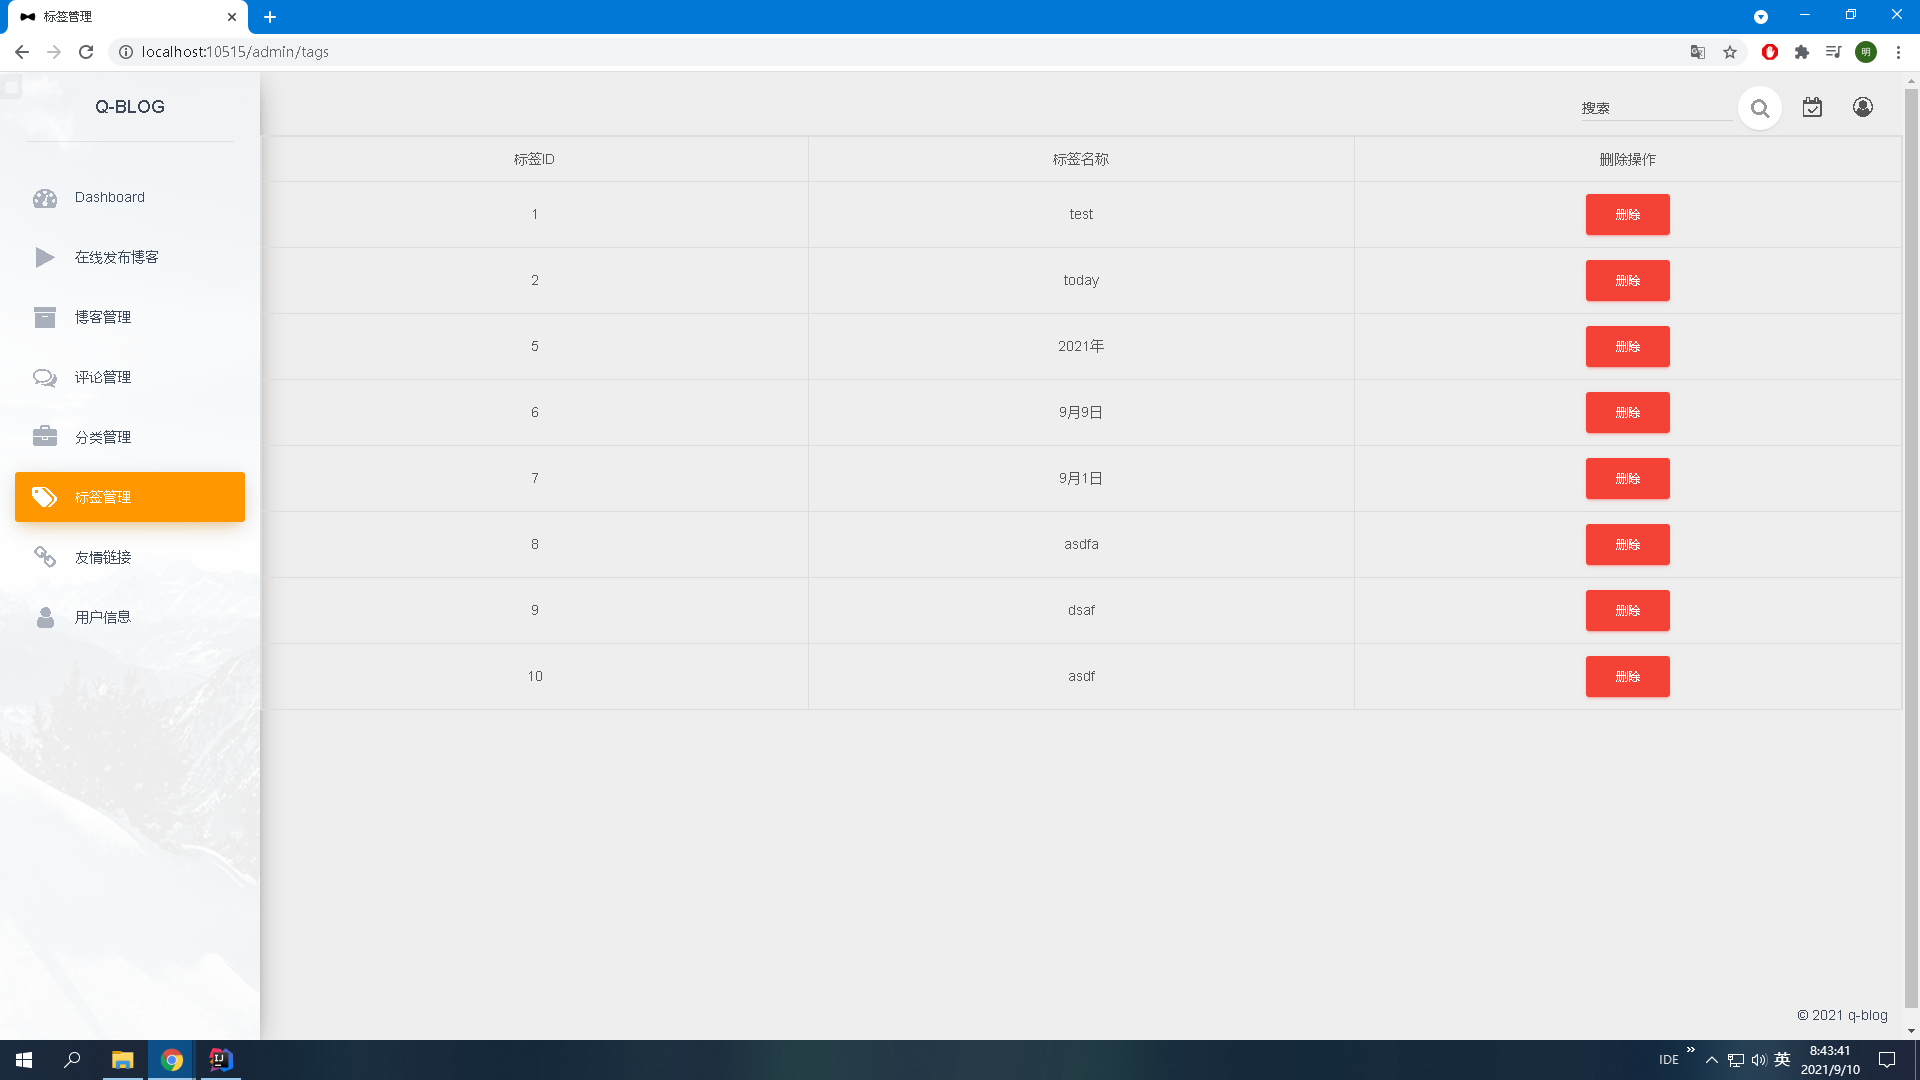 标签管理
localhost:10515/admin/tags
明
Q-BLOG
搜索
Dashboard
在线发布博客
博客管理
评论管理
分类管理
标签管理
友情链接
用户信息
标签ID 标签名称 删除操作
1 test 删除
2 today 删除
5 2021年 删除
6 9月9日 删除
7 9月1日 删除
8 asdfa 删除
9 dsaf 删除
10 asdf 删除
© 2021 q-blog
IDE
英
8:43:41
2021/9/10